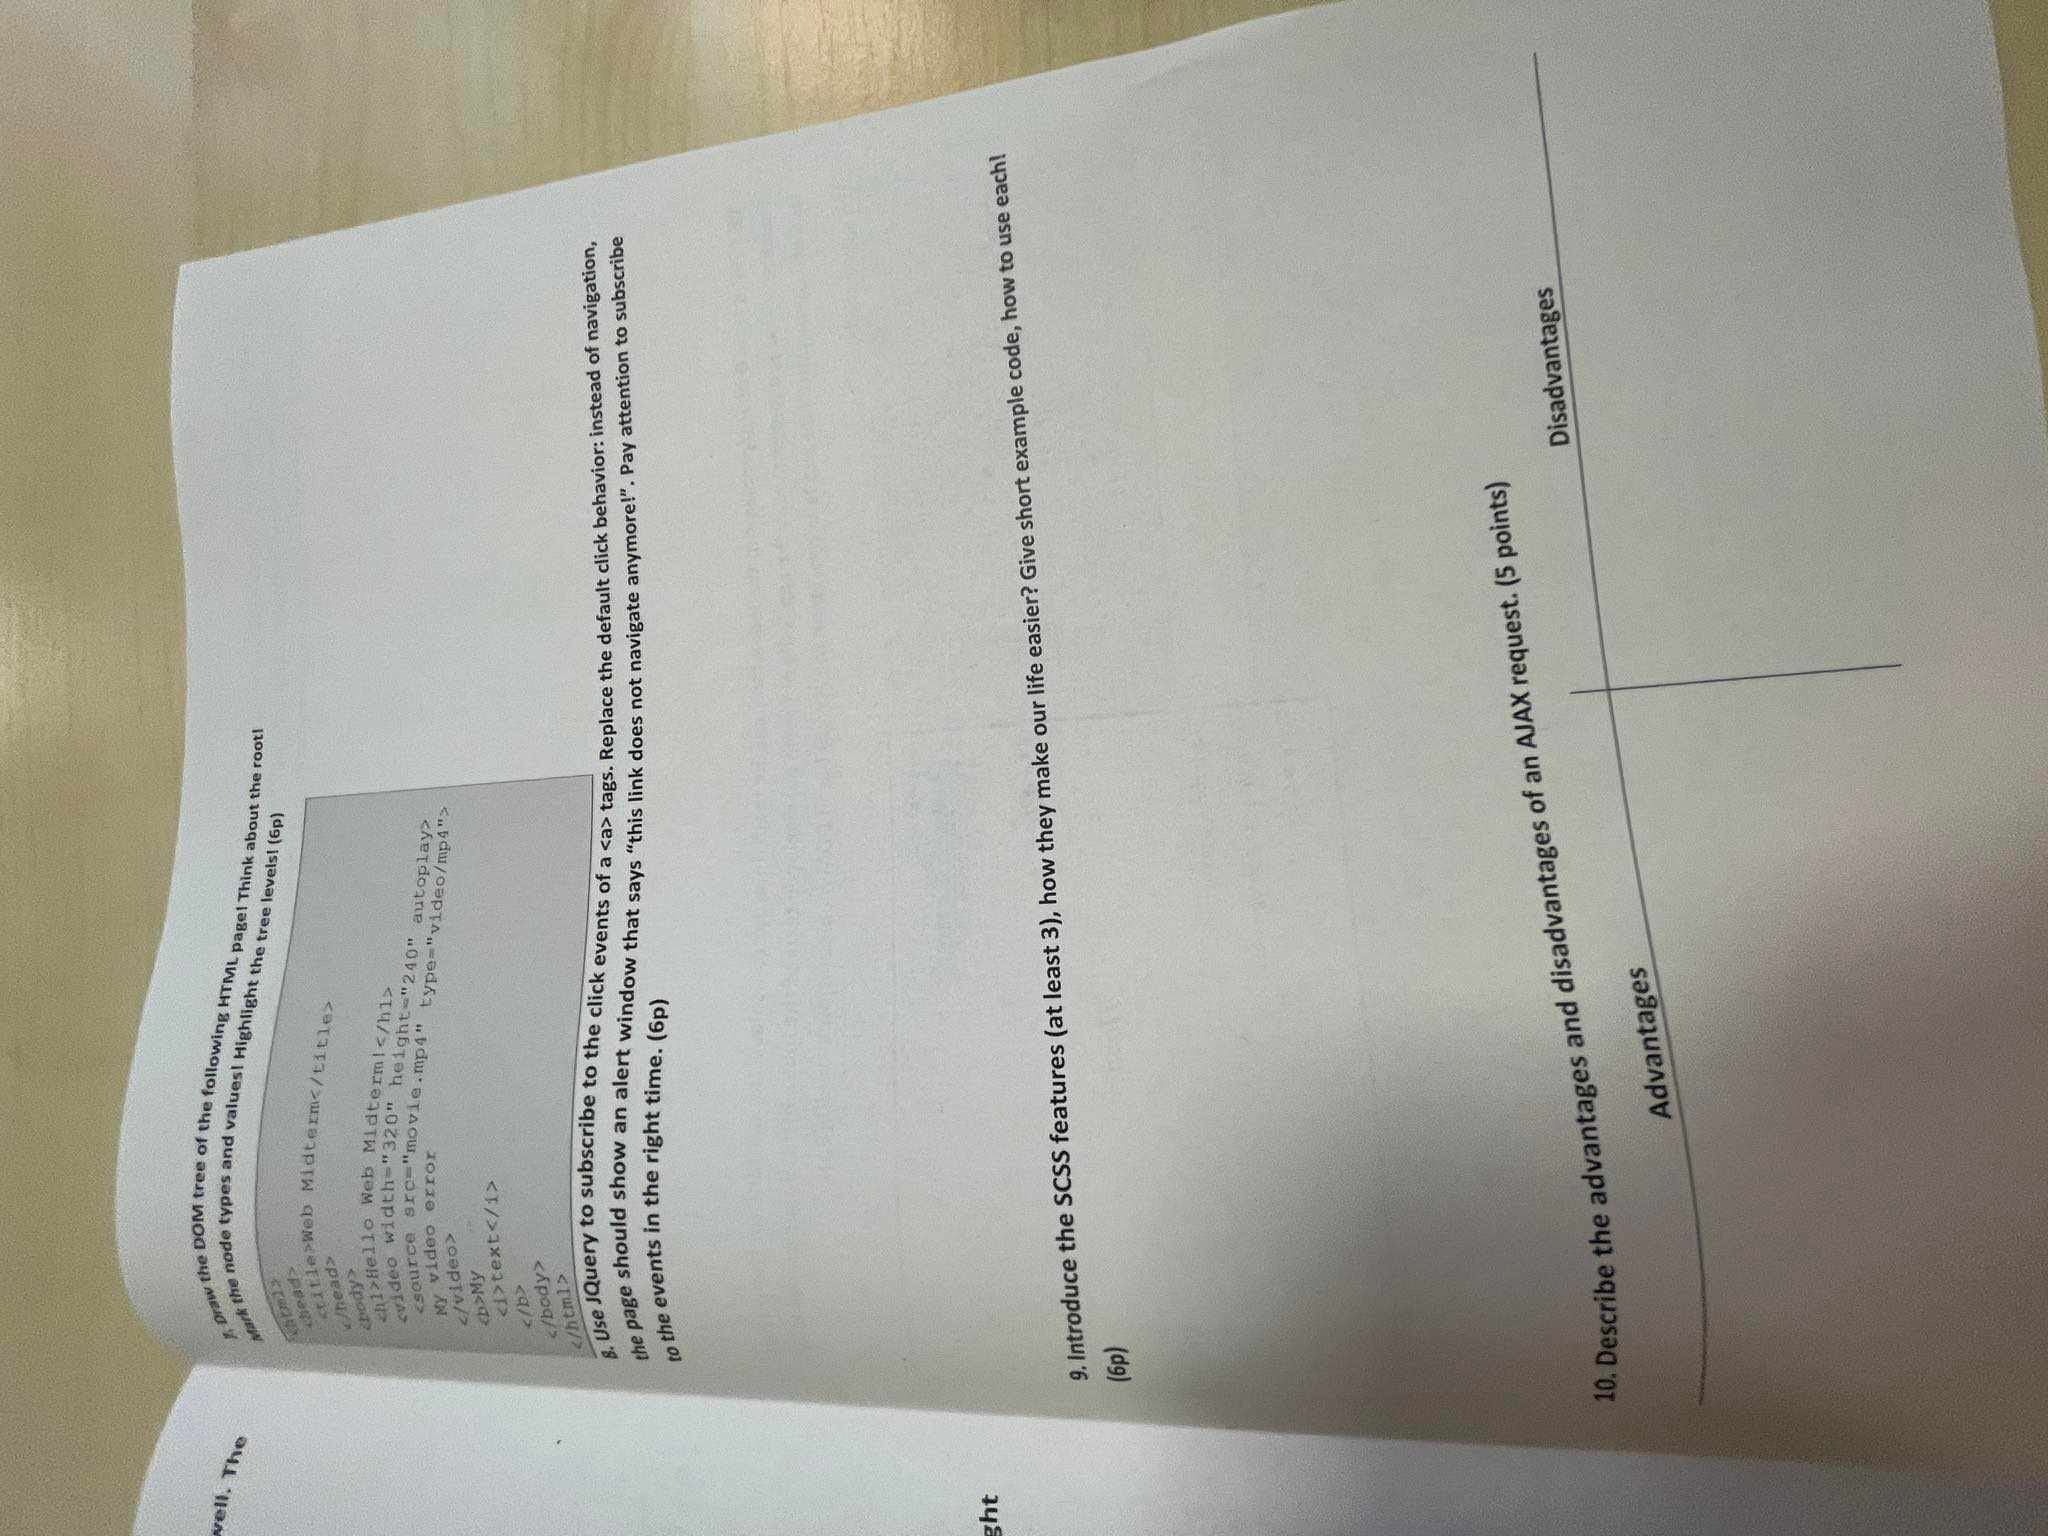 well. The
ght
7. Draw the DOM tree of the following HTML page! Think about the root!
Mark the node types and values! Highlight the tree levels! (6p)
<html>
<head>
<title>Web Midterm</title>
</head>
<body>
<h1>Hello Web Midterm!</h1>
<video width="320" height="240" autoplay>
<source src="movie.mp4" type="video/mp4">
My video error
</video>
<b>My
<i>text</i>
</b>
</body>
</html>
8. Use JQuery to subscribe to the click events of a <a> tags. Replace the default click behavior: instead of navigation,
the page should show an alert window that says “this link does not navigate anymore!”. Pay attention to subscribe
to the events in the right time. (6p)
9. Introduce the SCSS features (at least 3), how they make our life easier? Give short example code, how to use each!
(6p)
10. Describe the advantages and disadvantages of an AJAX request. (5 points)
Advantages
Disadvantages